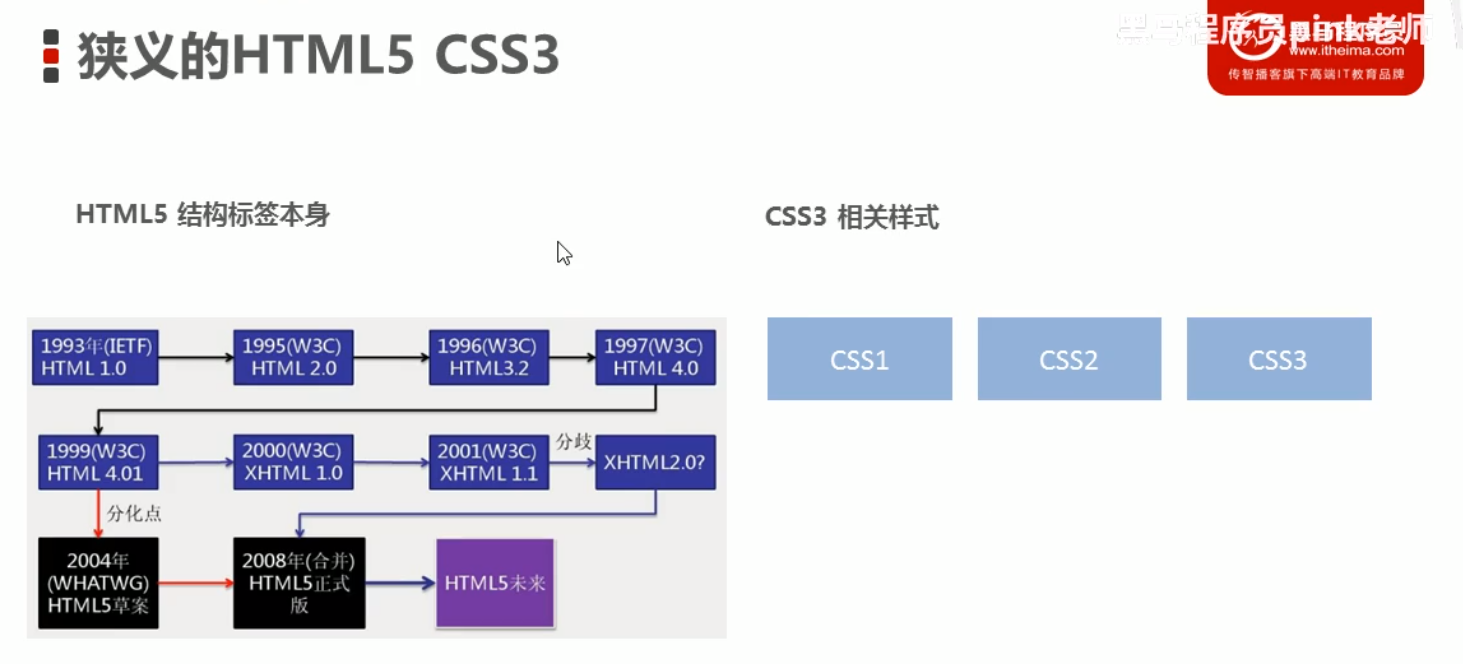 狭义的HTML5 CSS3
黑马程序员pink老师
www.itheima.com
传智播客旗下高端IT教育品牌
HTML5 结构标签本身
CSS3 相关样式
1993年(IETF)
HTML 1.0
1995(W3C)
HTML 2.0
1996(W3C)
HTML3.2
1997(W3C)
HTML 4.0
1999(W3C)
HTML 4.01
2000(W3C)
XHTML 1.0
2001(W3C)
XHTML 1.1
分歧
XHTML2.0?
分化点
2004年
(WHATWG)
HTML5草案
2008年(合并)
HTML5正式
版
HTML5未来
CSS1
CSS2
CSS3